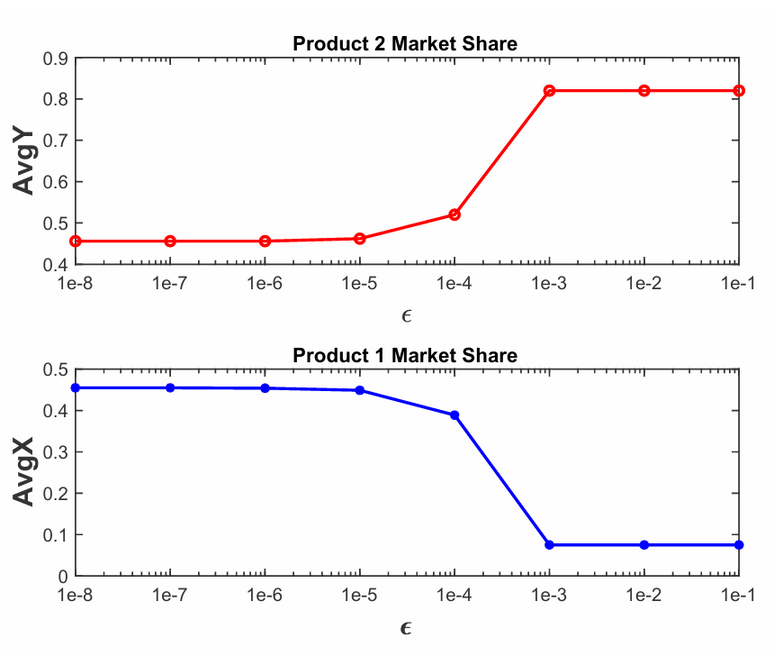 Product 2 Market Share
AvgY
0.9
0.8
0.7
0.6
0.5
0.4
1e-8 1e-7 1e-6 1e-5 1e-4 1e-3 1e-2 1e-1
ϵ
Product 1 Market Share
AvgX
0.5
0.4
0.3
0.2
0.1
0
1e-8 1e-7 1e-6 1e-5 1e-4 1e-3 1e-2 1e-1
ϵ